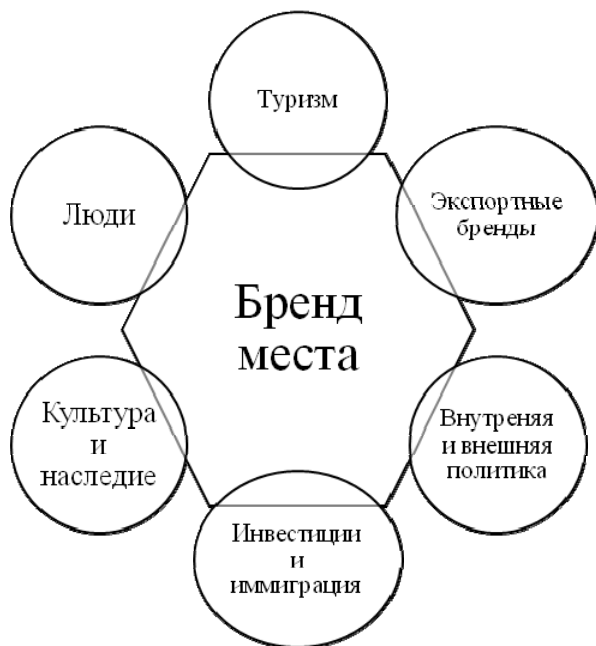 Туризм
Люди
Экспортные
бренды
Бренд
места
Культура
и
наследие
Внутреняя
и внешняя
политика
Инвестиции
и
иммиграция